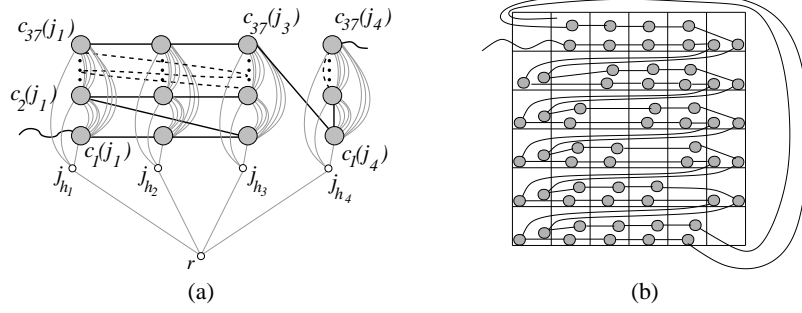 c37(j1) c37(j3) c37(j4)
c2(j1)
c1(j1) c1(j4)
jh1 jh2 jh3 jh4
r
(a) (b)